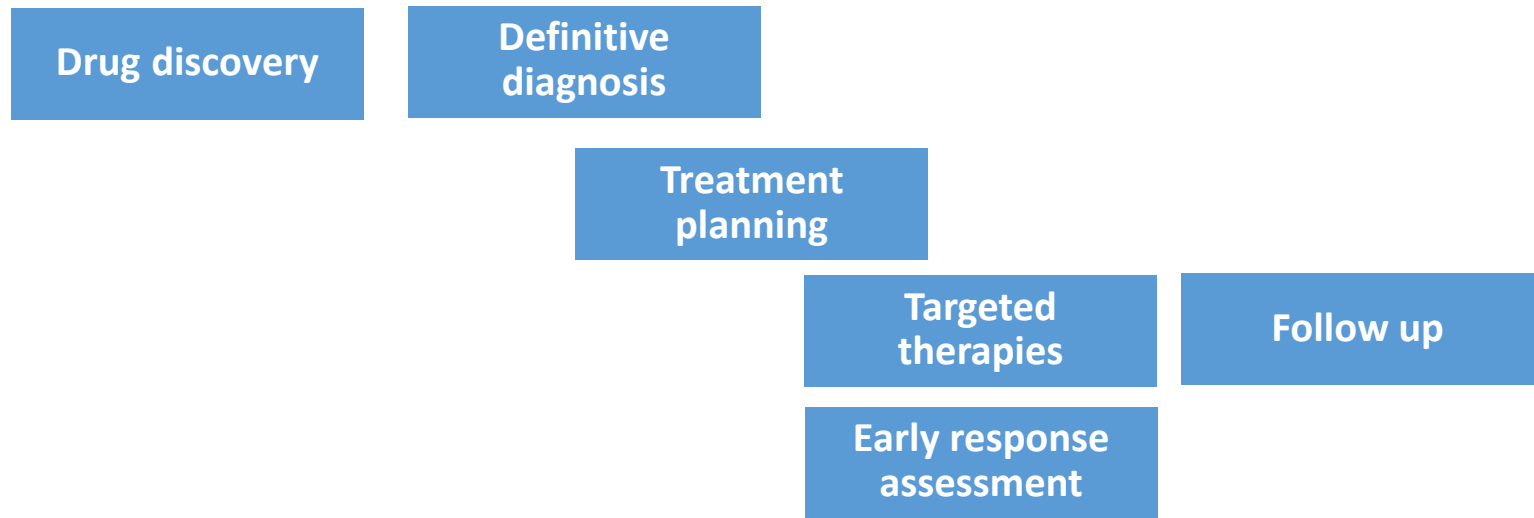 Drug discovery
Definitive
diagnosis
Treatment
planning
Targeted
therapies
Follow up
Early response
assessment